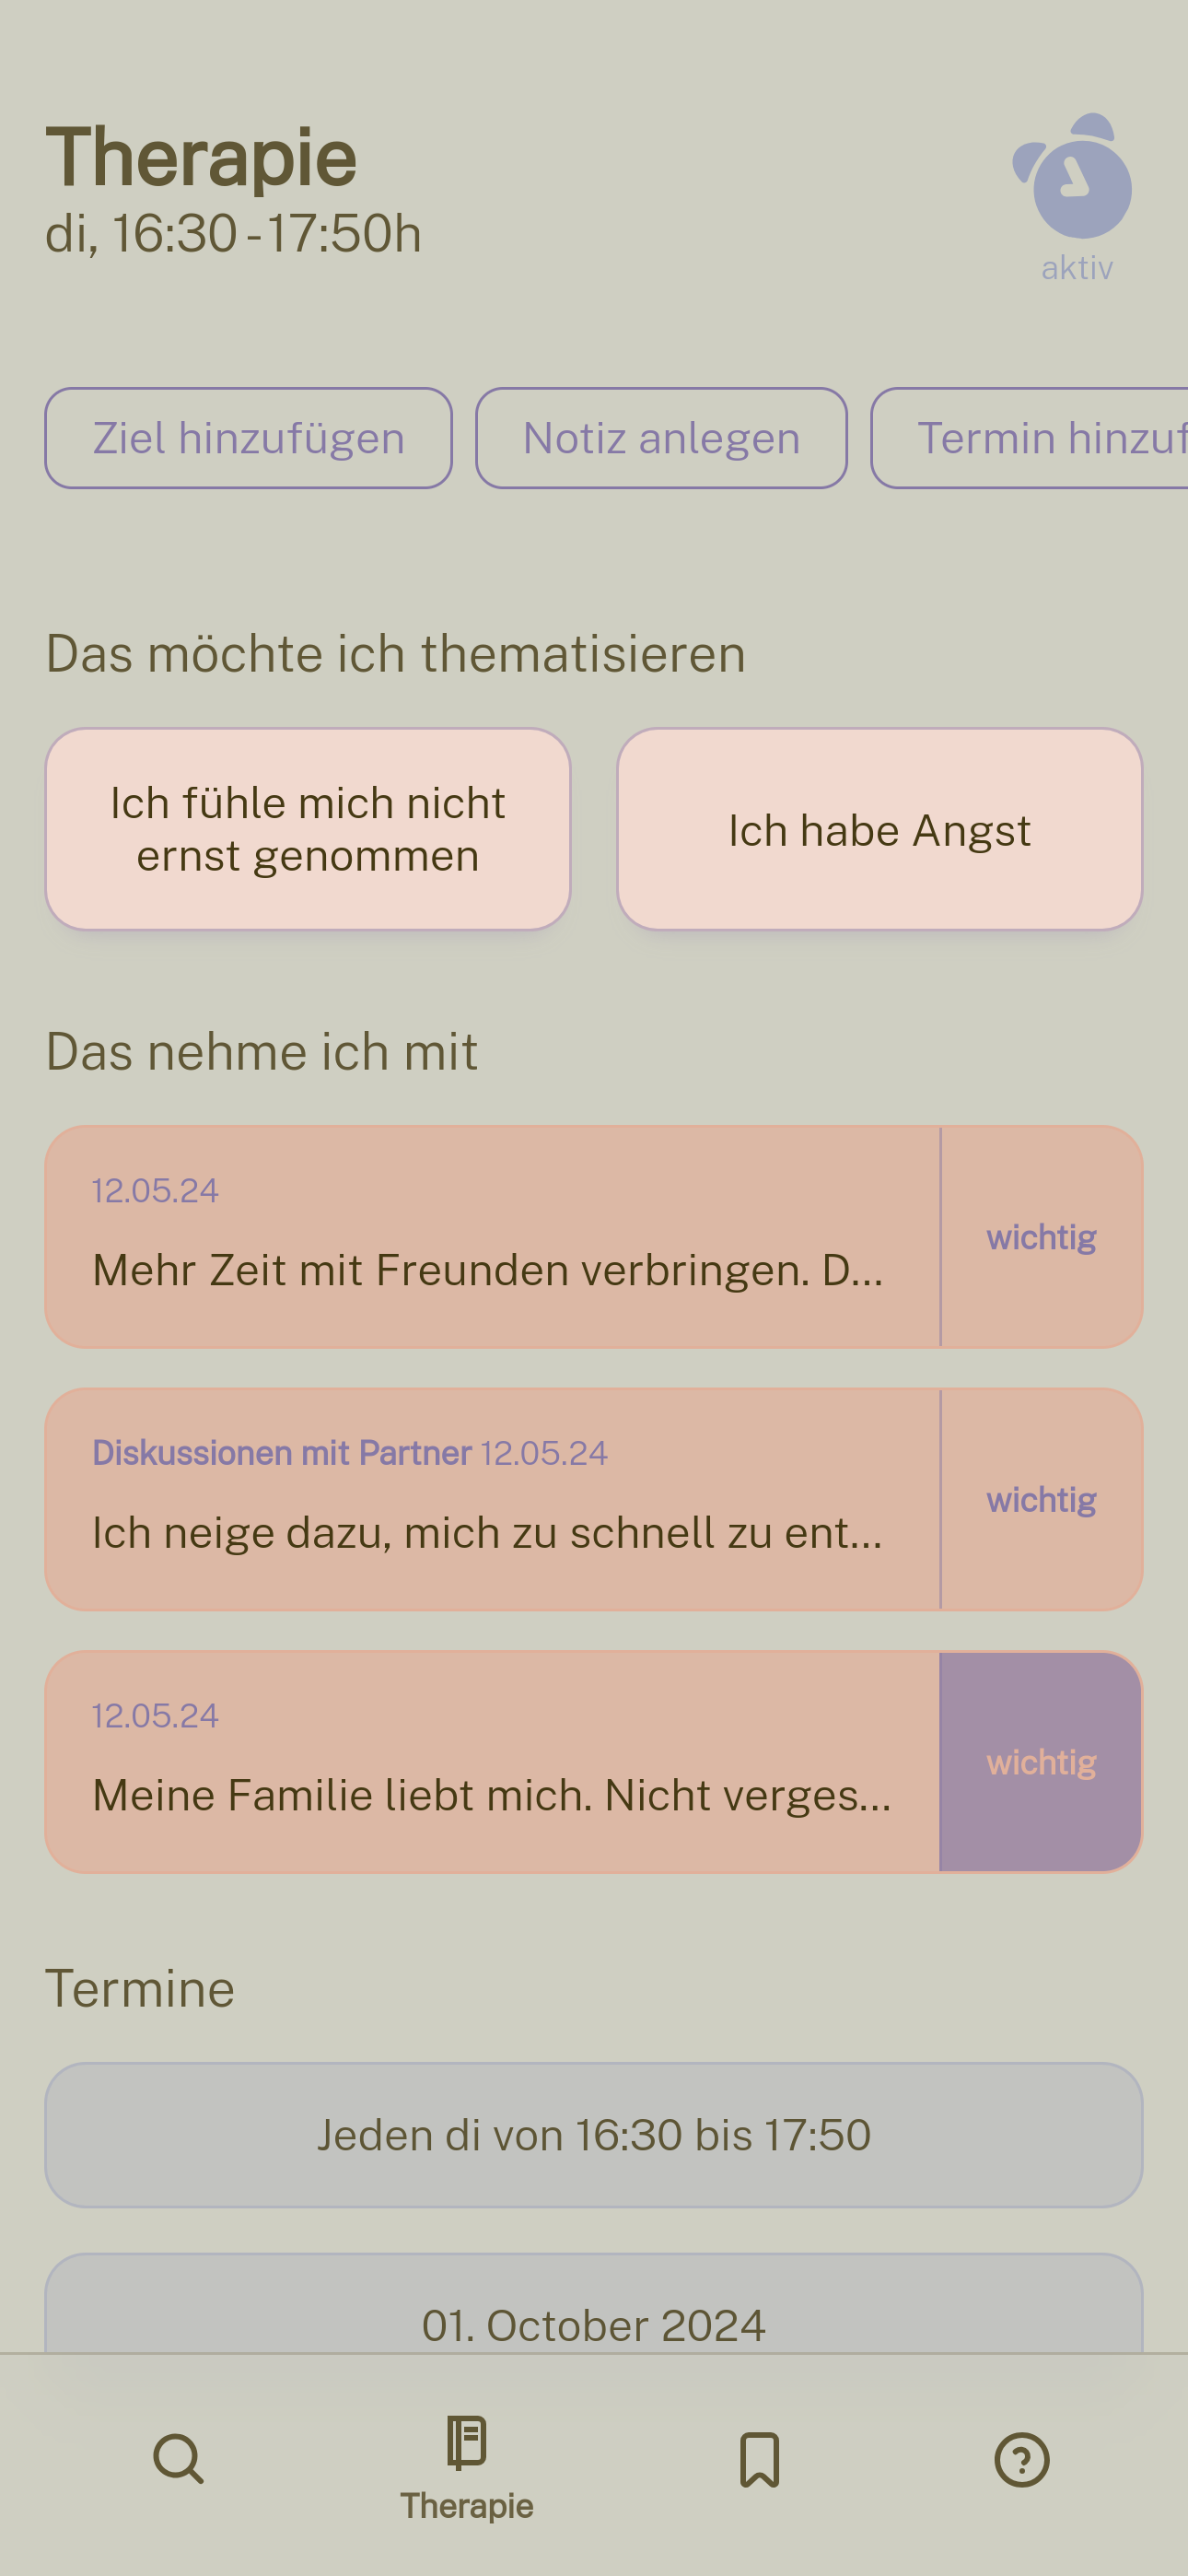 Therapie
di, 16:30 - 17:50h
aktiv
Ziel hinzufügen
Notiz anlegen
Termin hinzuf
Das möchte ich thematisieren
Ich fühle mich nicht
ernst genommen
Ich habe Angst
Das nehme ich mit
12.05.24
Mehr Zeit mit Freunden verbringen. D...
wichtig
Diskussionen mit Partner 12.05.24
Ich neige dazu, mich zu schnell zu ent...
wichtig
12.05.24
Meine Familie liebt mich. Nicht verges...
wichtig
Termine
Jeden di von 16:30 bis 17:50
01. October 2024
Therapie